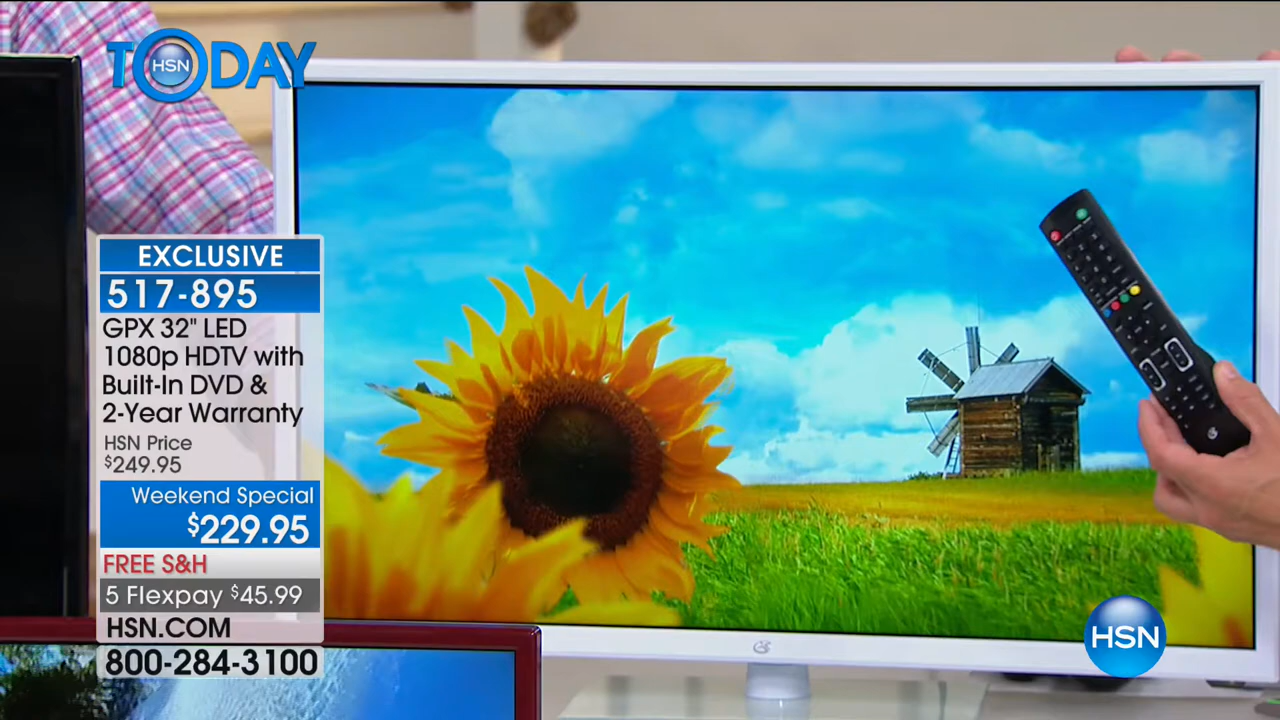 TODAY
HSN
EXCLUSIVE
517-895
GPX 32" LED
1080p HDTV with
Built-In DVD &
2-Year Warranty
HSN Price
$249.95
Weekend Special
$229.95
FREE S&H
5 Flexpay $45.99
HSN.COM
800-284-3100
HSN